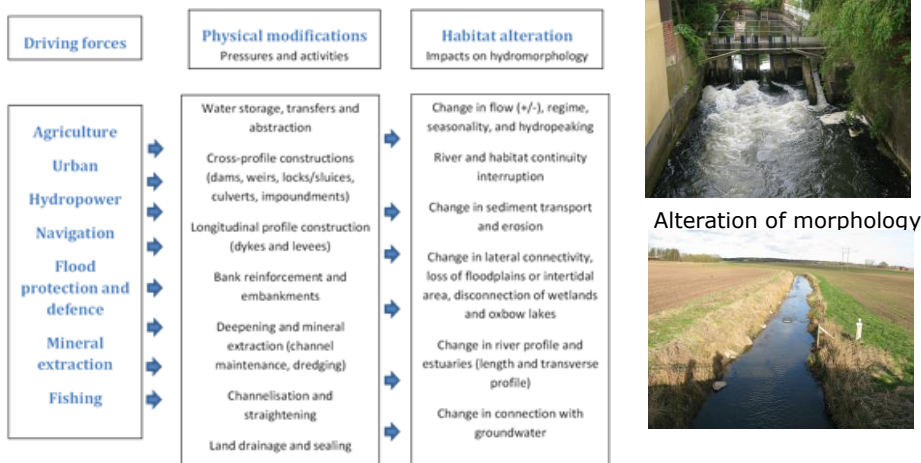 Driving forces
Physical modifications
Pressures and activities
Habitat alteration
Impacts on hydromorphology
Agriculture
Urban
Hydropower
Navigation
Flood
protection and
defence
Mineral
extraction
Fishing
Water storage, transfers and
abstraction
Cross-profile constructions
(dams, weirs, locks/sluices,
culverts, impoundments)
Longitudinal profile construction
(dykes and levees)
Bank reinforcement and
embankments
Deepening and mineral
extraction (channel
maintenance, dredging)
Channelisation and
straightening
Land drainage and sealing
Change in flow (+/-), regime,
seasonality, and hydropeaking
River and habitat continuity
interruption
Change in sediment transport
and erosion
Change in lateral connectivity,
loss of floodplains or intertidal
area, disconnection of wetlands
and oxbow lakes
Change in river profile and
estuaries (length and transverse
profile)
Change in connection with
groundwater
Alteration of morphology